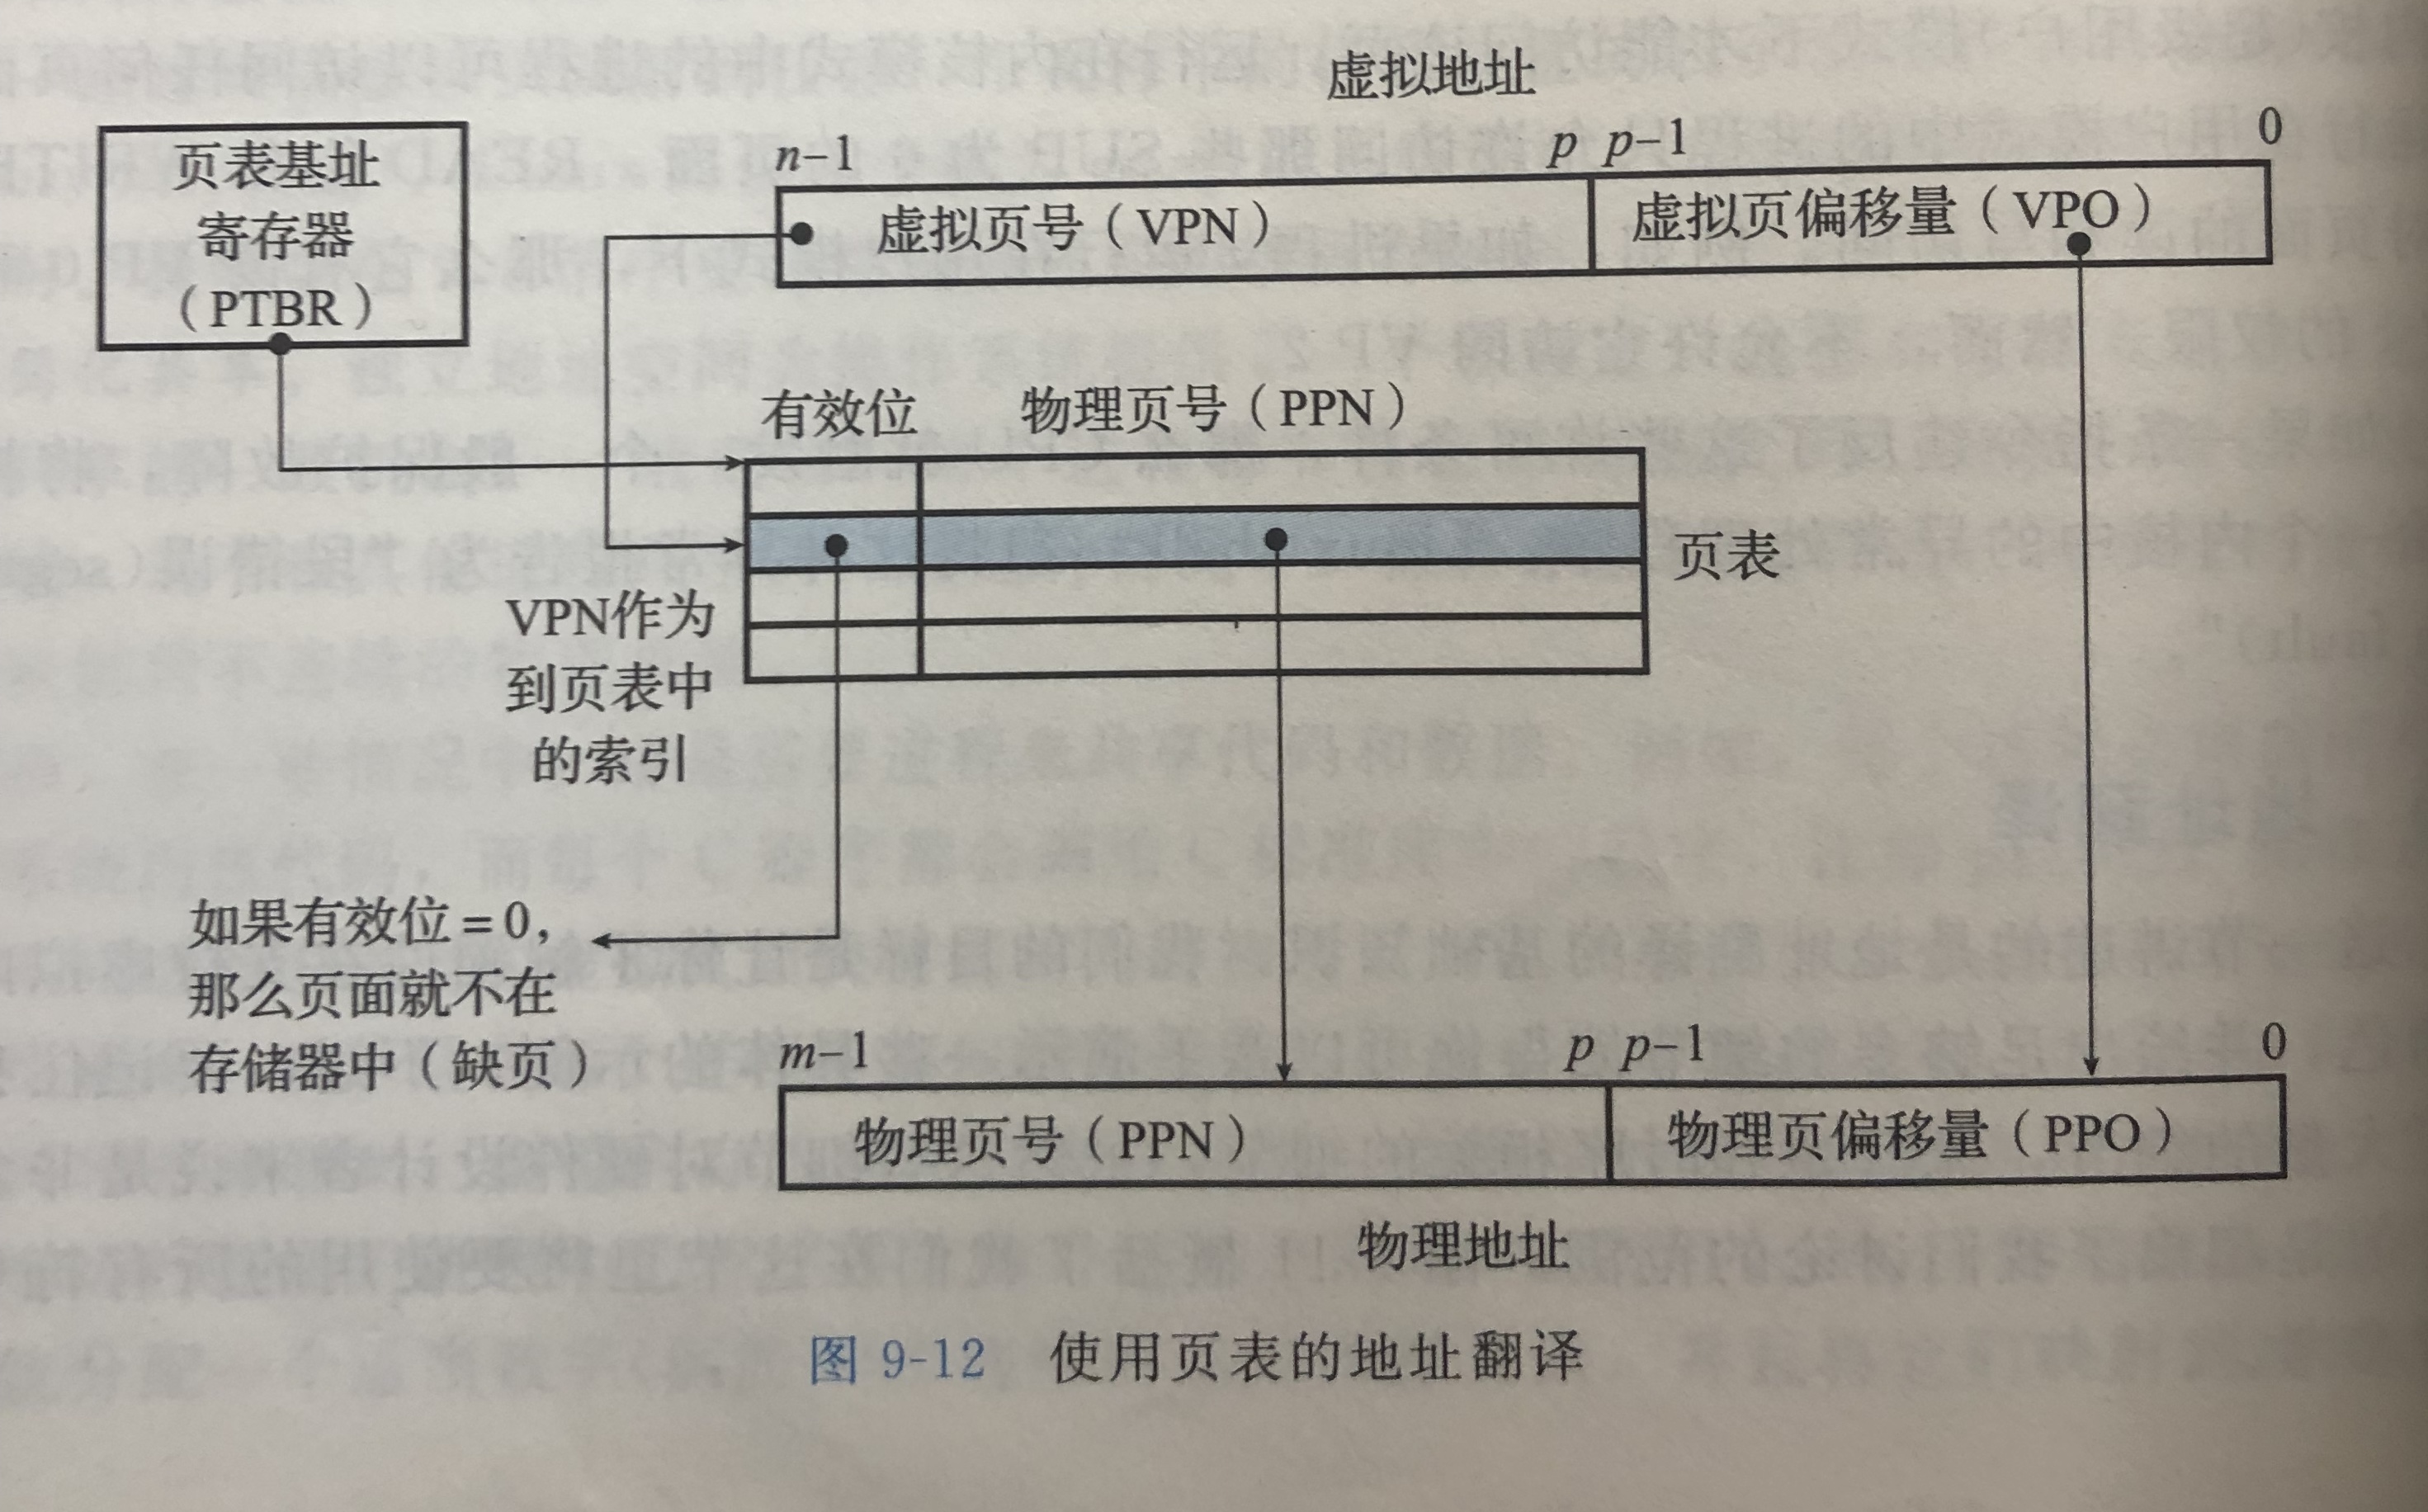 虚拟地址
n-1
p p-1
0
页表基址
寄存器
（PTBR）
虚拟页号（VPN）
虚拟页偏移量（VPO）
有效位
物理页号（PPN）
页表
VPN作为
到页表中
的索引
如果有效位=0，
那么页面就不在
存储器中（缺页）
m-1
p p-1
0
物理页号（PPN）
物理页偏移量（PPO）
物理地址
图 9-12 使用页表的地址翻译